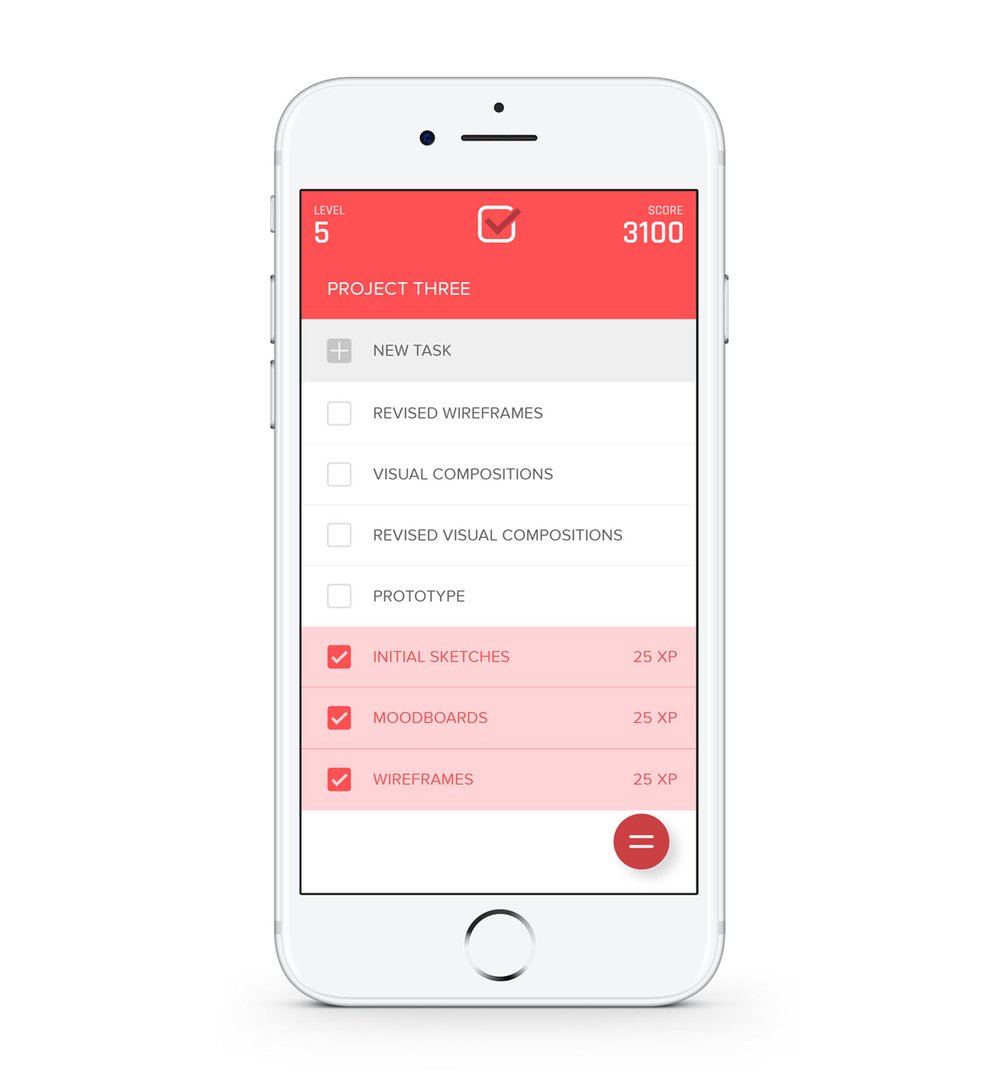 LEVEL
5
SCORE
3100
PROJECT THREE
NEW TASK
REVISED WIREFRAMES
VISUAL COMPOSITIONS
REVISED VISUAL COMPOSITIONS
PROTOTYPE
INITIAL SKETCHES 25 XP
MOODBOARDS 25 XP
WIREFRAMES 25 XP